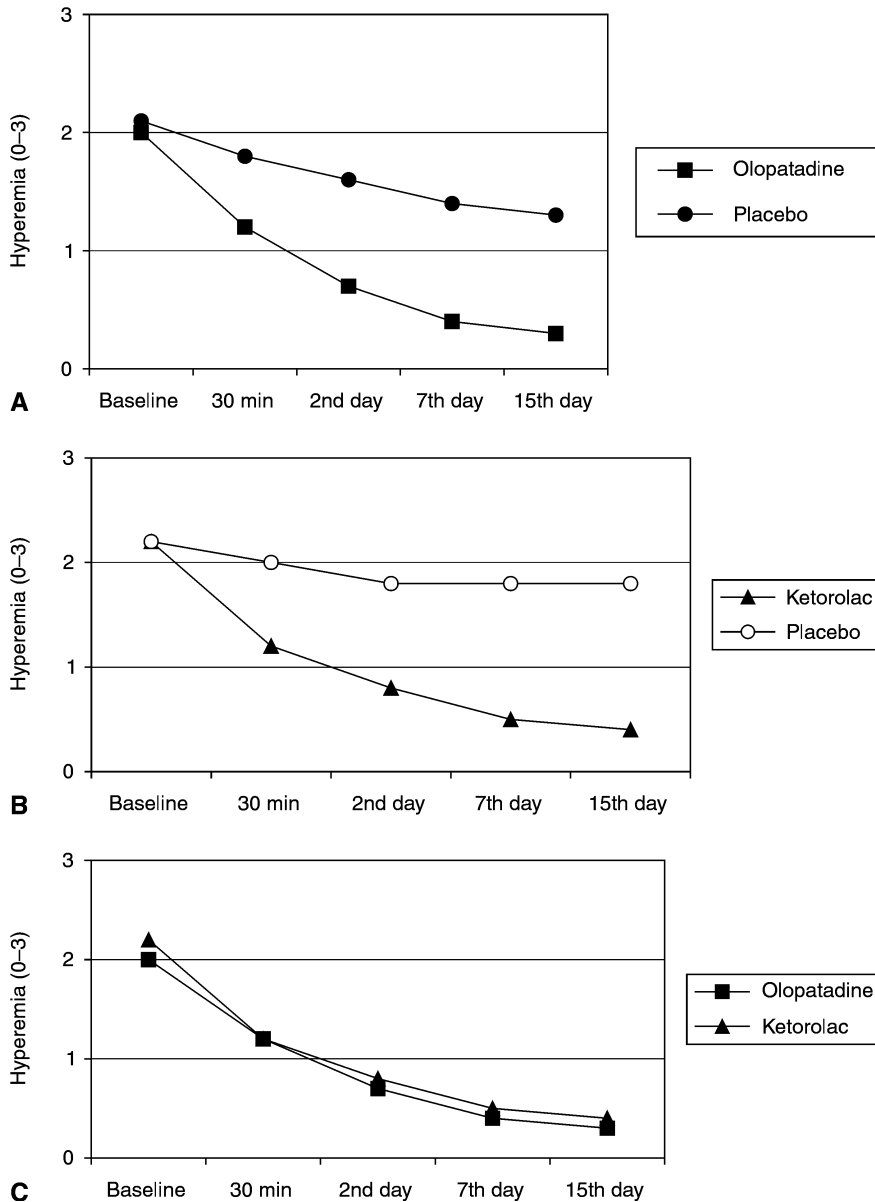 3
2
1
0
Hyperemia (0–3)
Baseline 30 min 2nd day 7th day 15th day
Olopatadine
Placebo
A
3
2
1
0
Hyperemia (0–3)
Baseline 30 min 2nd day 7th day 15th day
Ketorolac
Placebo
B
3
2
1
0
Hyperemia (0–3)
Baseline 30 min 2nd day 7th day 15th day
Olopatadine
Ketorolac
C